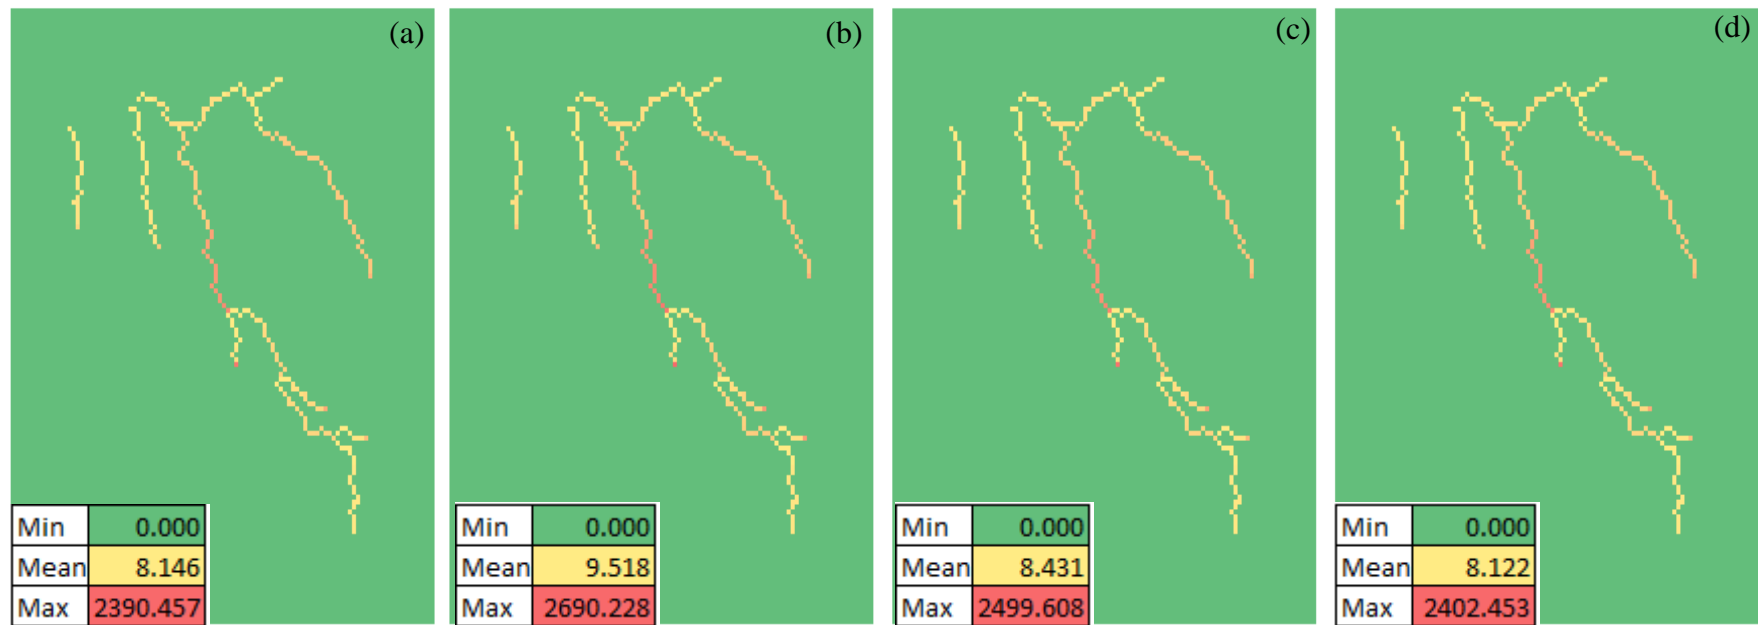 (a)
(b)
(c)
(d)
Min 0.000
Mean 8.146
Max 2390.457
Min 0.000
Mean 9.518
Max 2690.228
Min 0.000
Mean 8.431
Max 2499.608
Min 0.000
Mean 8.122
Max 2402.453